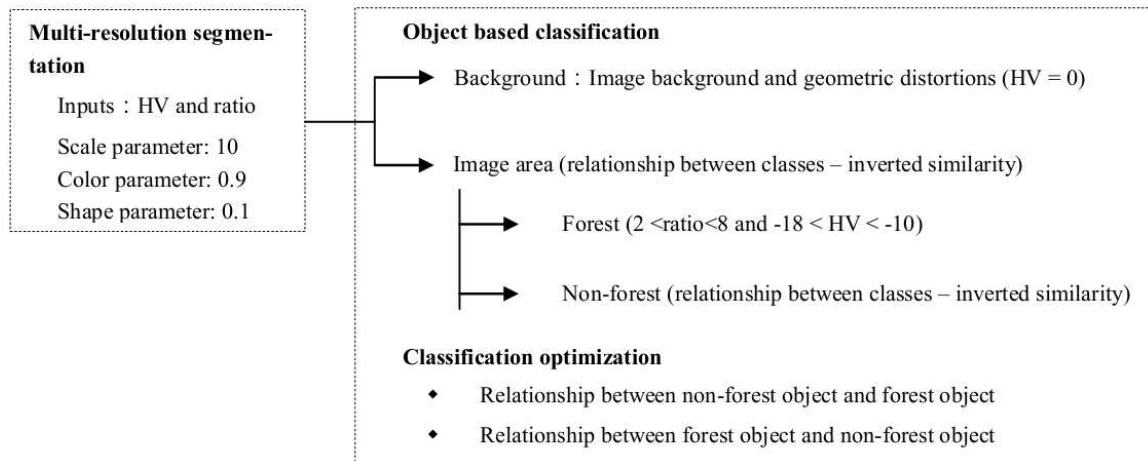 Multi-resolution segmen-
tation
Inputs：HV and ratio
Scale parameter: 10
Color parameter: 0.9
Shape parameter: 0.1
Object based classification
Background：Image background and geometric distortions (HV = 0)
Image area (relationship between classes – inverted similarity)
Forest (2 <ratio<8 and -18 < HV < -10)
Non-forest (relationship between classes – inverted similarity)
Classification optimization
◆ Relationship between non-forest object and forest object
◆ Relationship between forest object and non-forest object